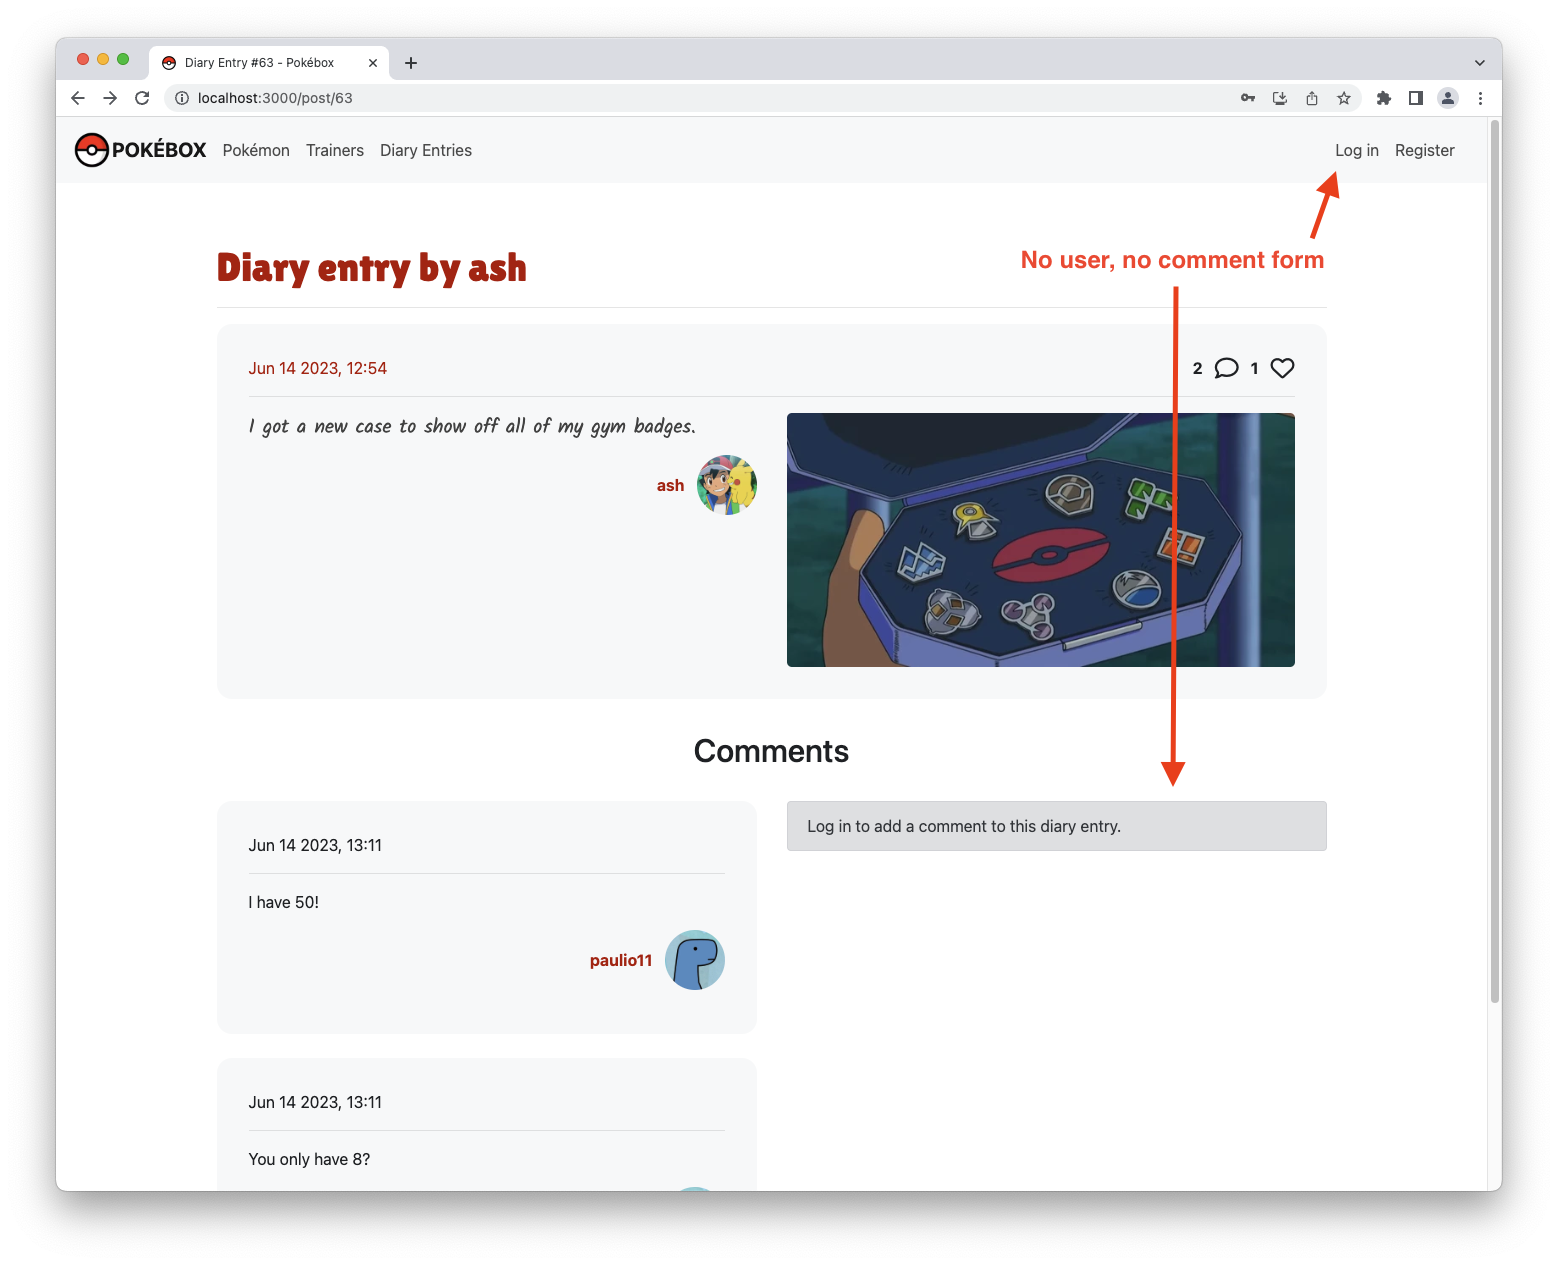 Diary Entry #63 - Pokébox
localhost:3000/post/63
POKÉBOX Pokémon Trainers Diary Entries Log in Register
No user, no comment form
Diary entry by ash
Jun 14 2023, 12:54 2 1
I got a new case to show off all of my gym badges.
ash
Comments
Jun 14 2023, 13:11
I have 50!
paulio11
Log in to add a comment to this diary entry.
Jun 14 2023, 13:11
You only have 8?